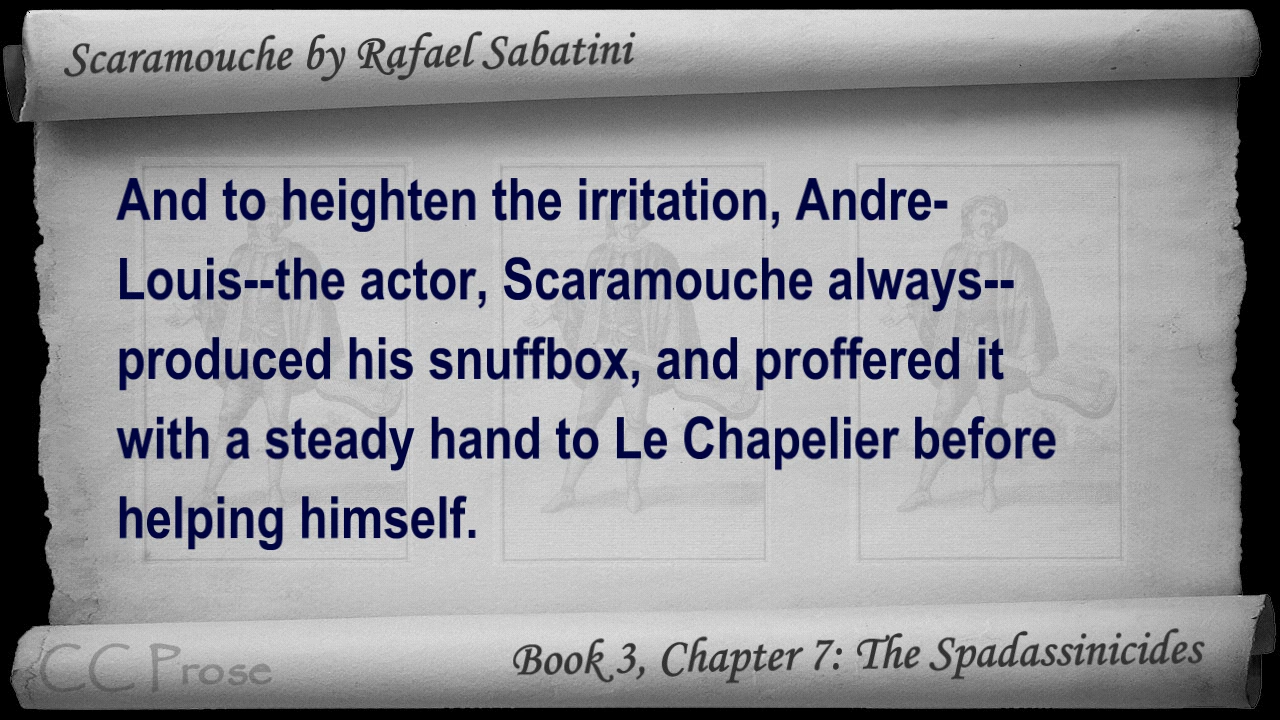 Scaramouche by Rafael Sabatini
And to heighten the irritation, Andre-
Louis--the actor, Scaramouche always--
produced his snuffbox, and proffered it
with a steady hand to Le Chapelier before
helping himself.
CC Prose
Book 3, Chapter 7: The Spadassinicides